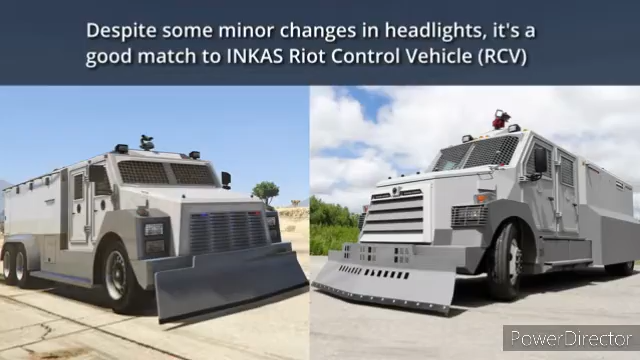 Despite some minor changes in headlights, it's a
good match to INKAS Riot Control Vehicle (RCV)
PowerDirector